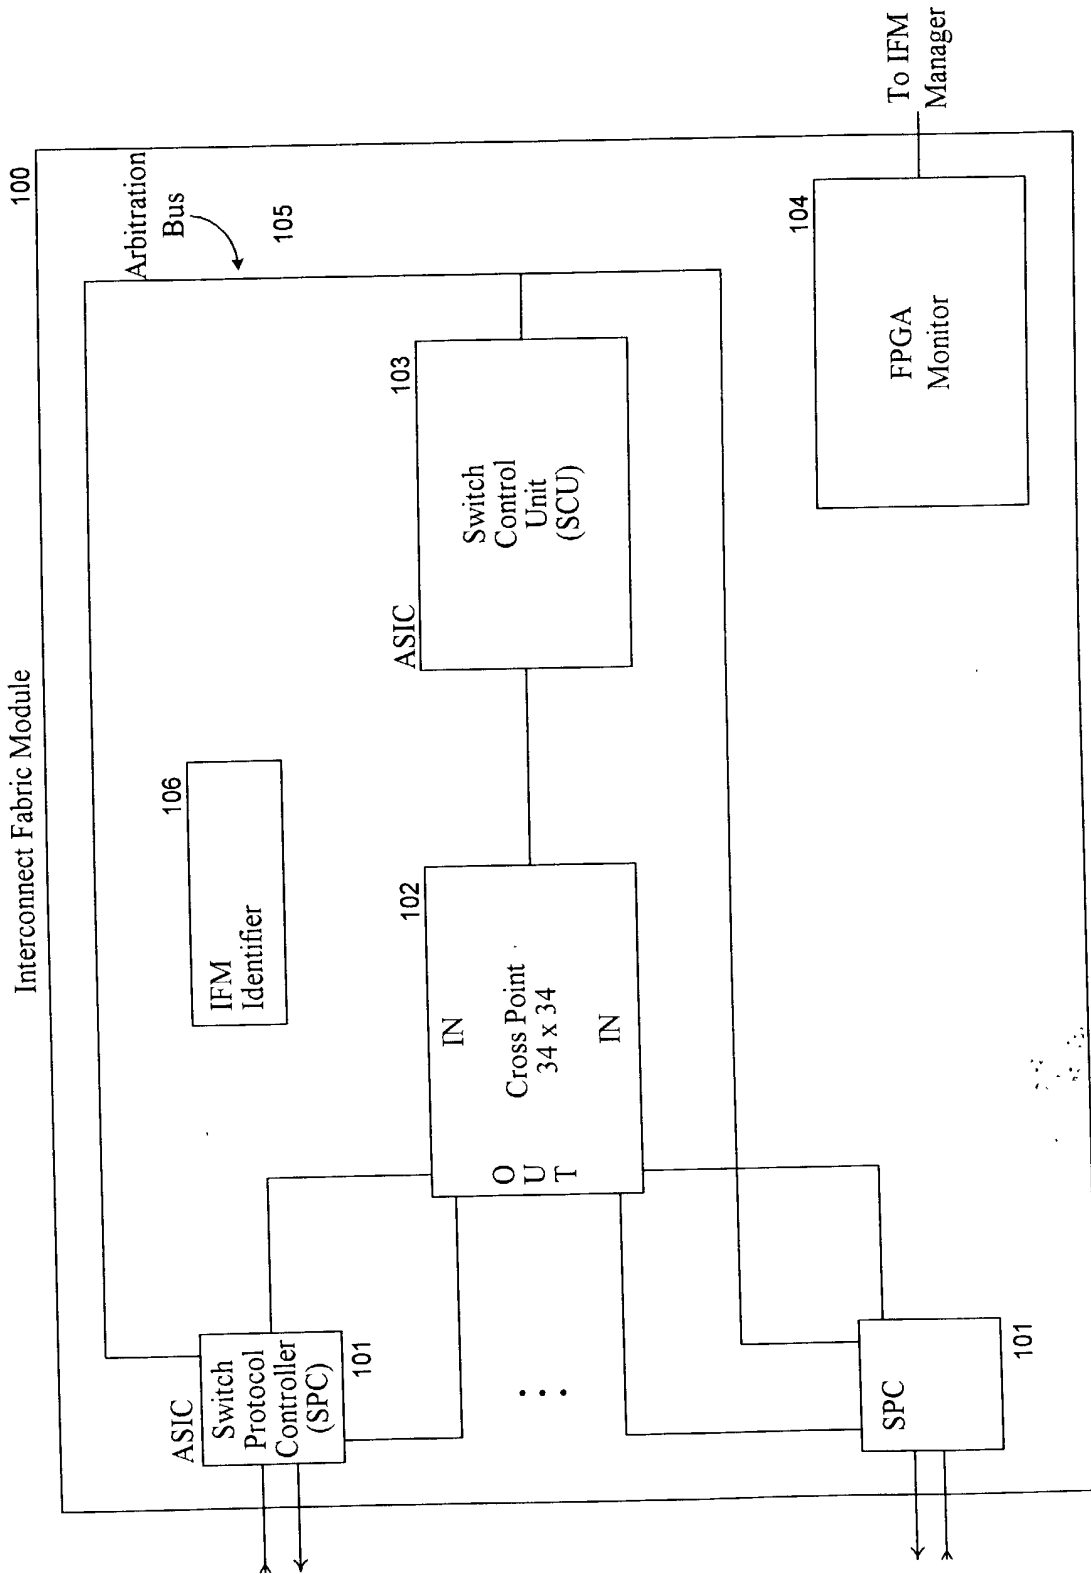 Interconnect Fabric Module
100
Arbitration
Bus
105
ASIC
Switch
Protocol
Controller
(SPC)
101
IFM
Identifier
106
102
IN
Cross Point
34 x 34
IN
O
U
T
ASIC
103
Switch
Control
Unit
(SCU)
...
SPC
101
104
FPGA
Monitor
To IFM
Manager